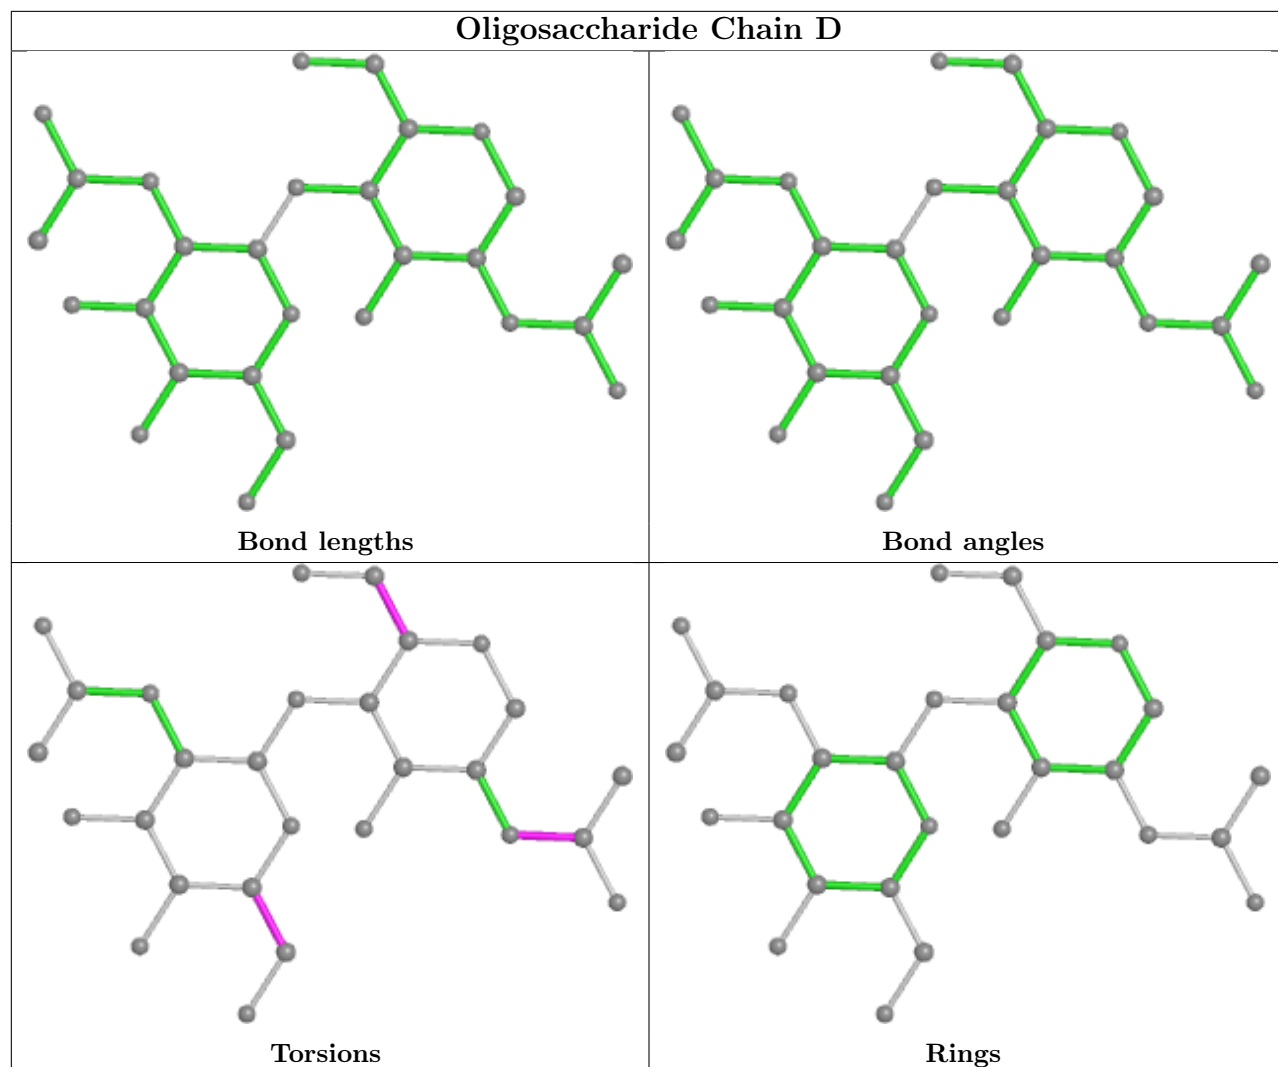 Oligosaccharide Chain D
Bond lengths
Bond angles
Torsions
Rings